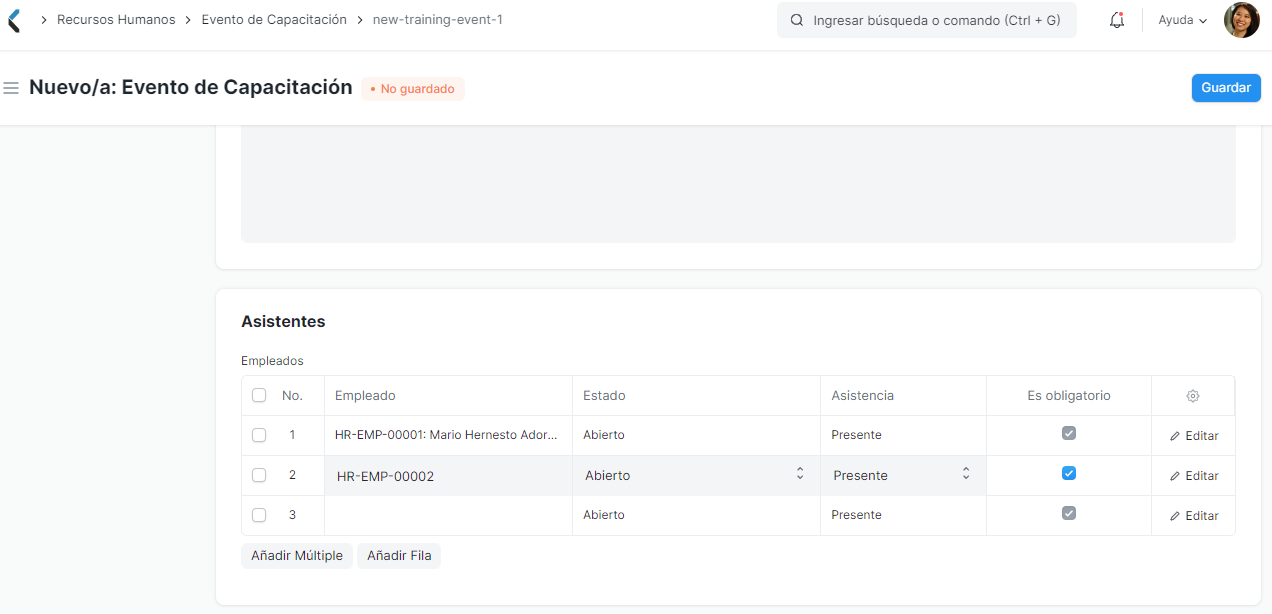 Recursos Humanos > Evento de Capacitación > new-training-event-1
Ingresar búsqueda o comando (Ctrl + G)
Ayuda
Nuevo/a: Evento de Capacitación
• No guardado
Guardar
Asistentes
Empleados
No. Empleado Estado Asistencia Es obligatorio
1 HR-EMP-00001: Mario Hernesto Ador... Abierto Presente Editar
2 HR-EMP-00002 Abierto Presente Editar
3 Abierto Presente Editar
Añadir Múltiple Añadir Fila